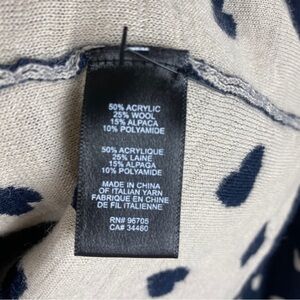 50% ACRYLIC
25% WOOL
15% ALPACA
10% POLYAMIDE
50% ACRYLIQUE
25% LAINE
15% ALPAGA
10% POLYAMIDE
MADE IN CHINA
OF ITALIAN YARN
FABRIQUE EN CHINE
DE FIL ITALIENNE
RN# 96705
CA# 34480